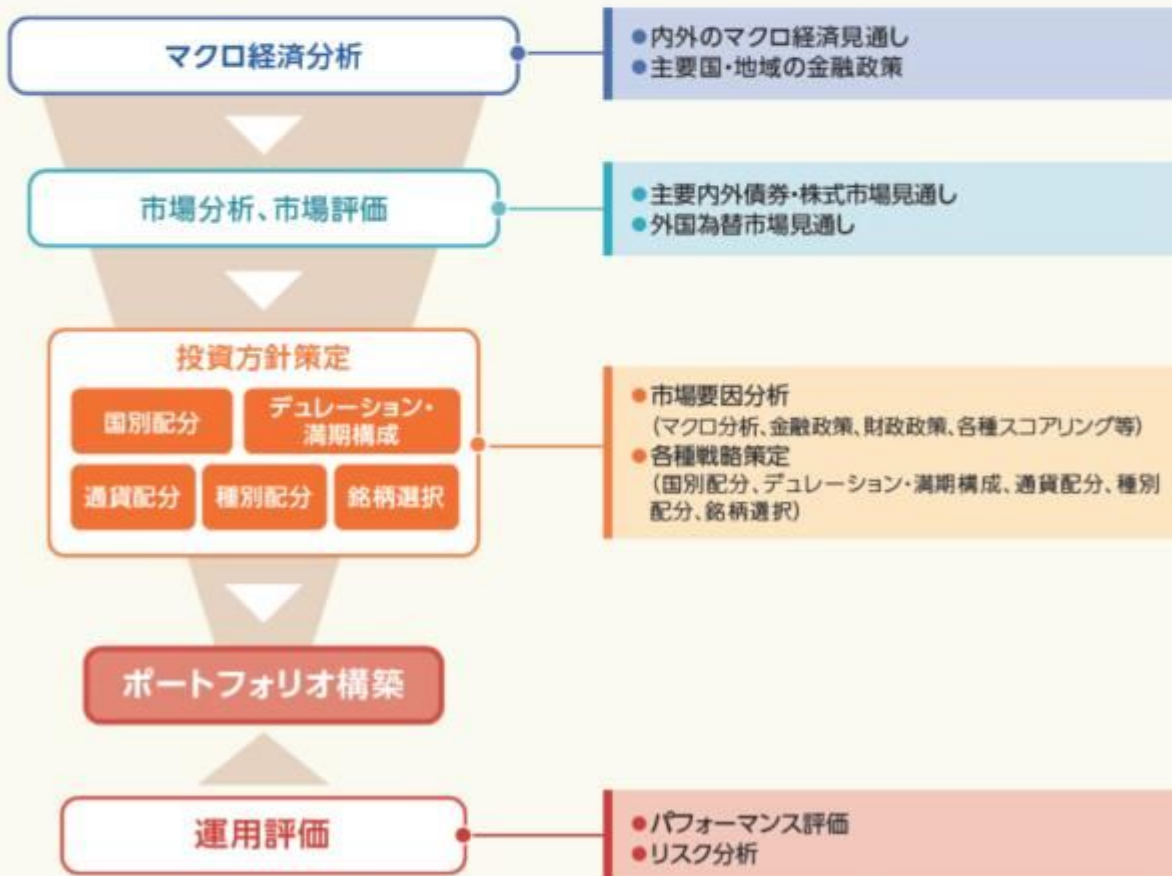 マクロ経済分析
●内外のマクロ経済見通し
●主要国・地域の金融政策
市場分析、市場評価
●主要内外債券・株式市場見通し
●外国為替市場見通し
投資方針策定
国別配分
デュレーション・
満期構成
通貨配分
種別配分
銘柄選択
●市場要因分析
(マクロ分析、金融政策、財政政策、各種スコアリング等)
●各種戦略策定
(国別配分、デュレーション・満期構成、通貨配分、種別
配分、銘柄選択)
ポートフォリオ構築
運用評価
●パフォーマンス評価
●リスク分析